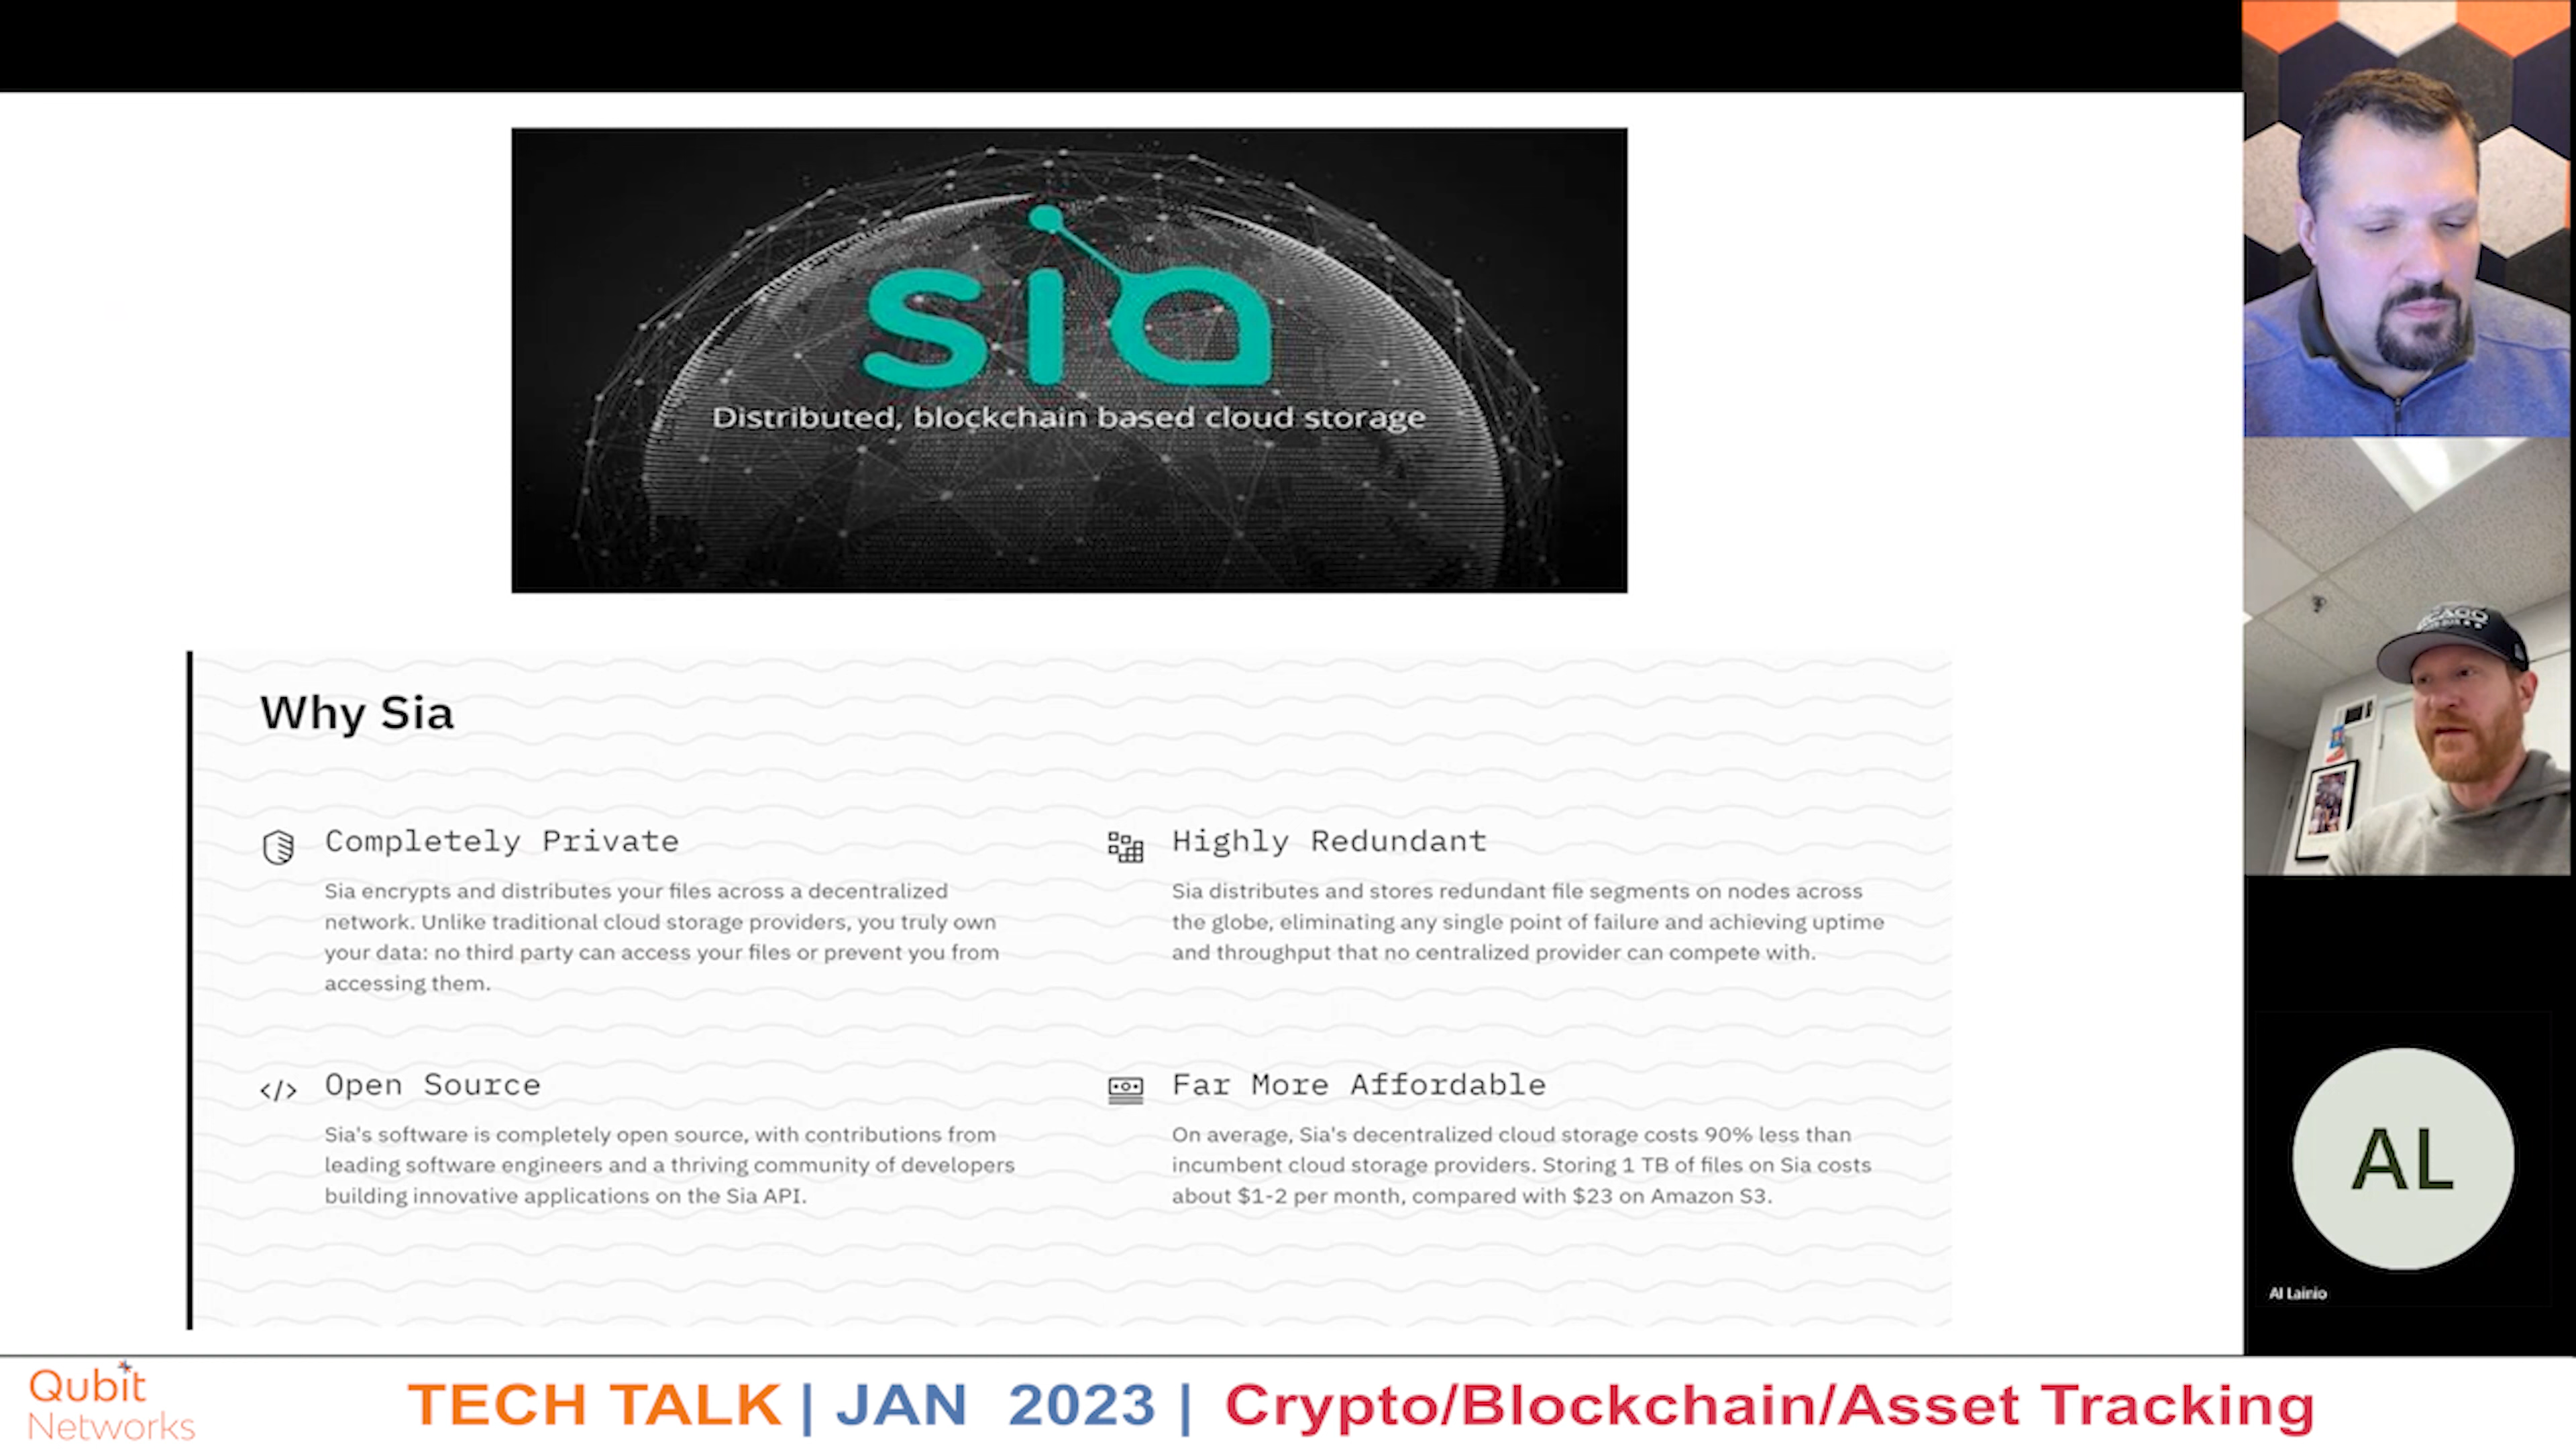 sia
Distributed, blockchain based cloud storage
Why Sia
Completely Private
Sia encrypts and distributes your files across a decentralized
network. Unlike traditional cloud storage providers, you truly own
your data: no third party can access your files or prevent you from
accessing them.
Highly Redundant
Sia distributes and stores redundant file segments on nodes across
the globe, eliminating any single point of failure and achieving uptime
and throughput that no centralized provider can compete with.
</> Open Source
Sia's software is completely open source, with contributions from
leading software engineers and a thriving community of developers
building innovative applications on the Sia API.
Far More Affordable
On average, Sia's decentralized cloud storage costs 90% less than
incumbent cloud storage providers. Storing 1 TB of files on Sia costs
about $1-2 per month, compared with $23 on Amazon S3.
AL
Al Lainio
Qubit
Networks
TECH TALK | JAN 2023 | Crypto/Blockchain/Asset Tracking